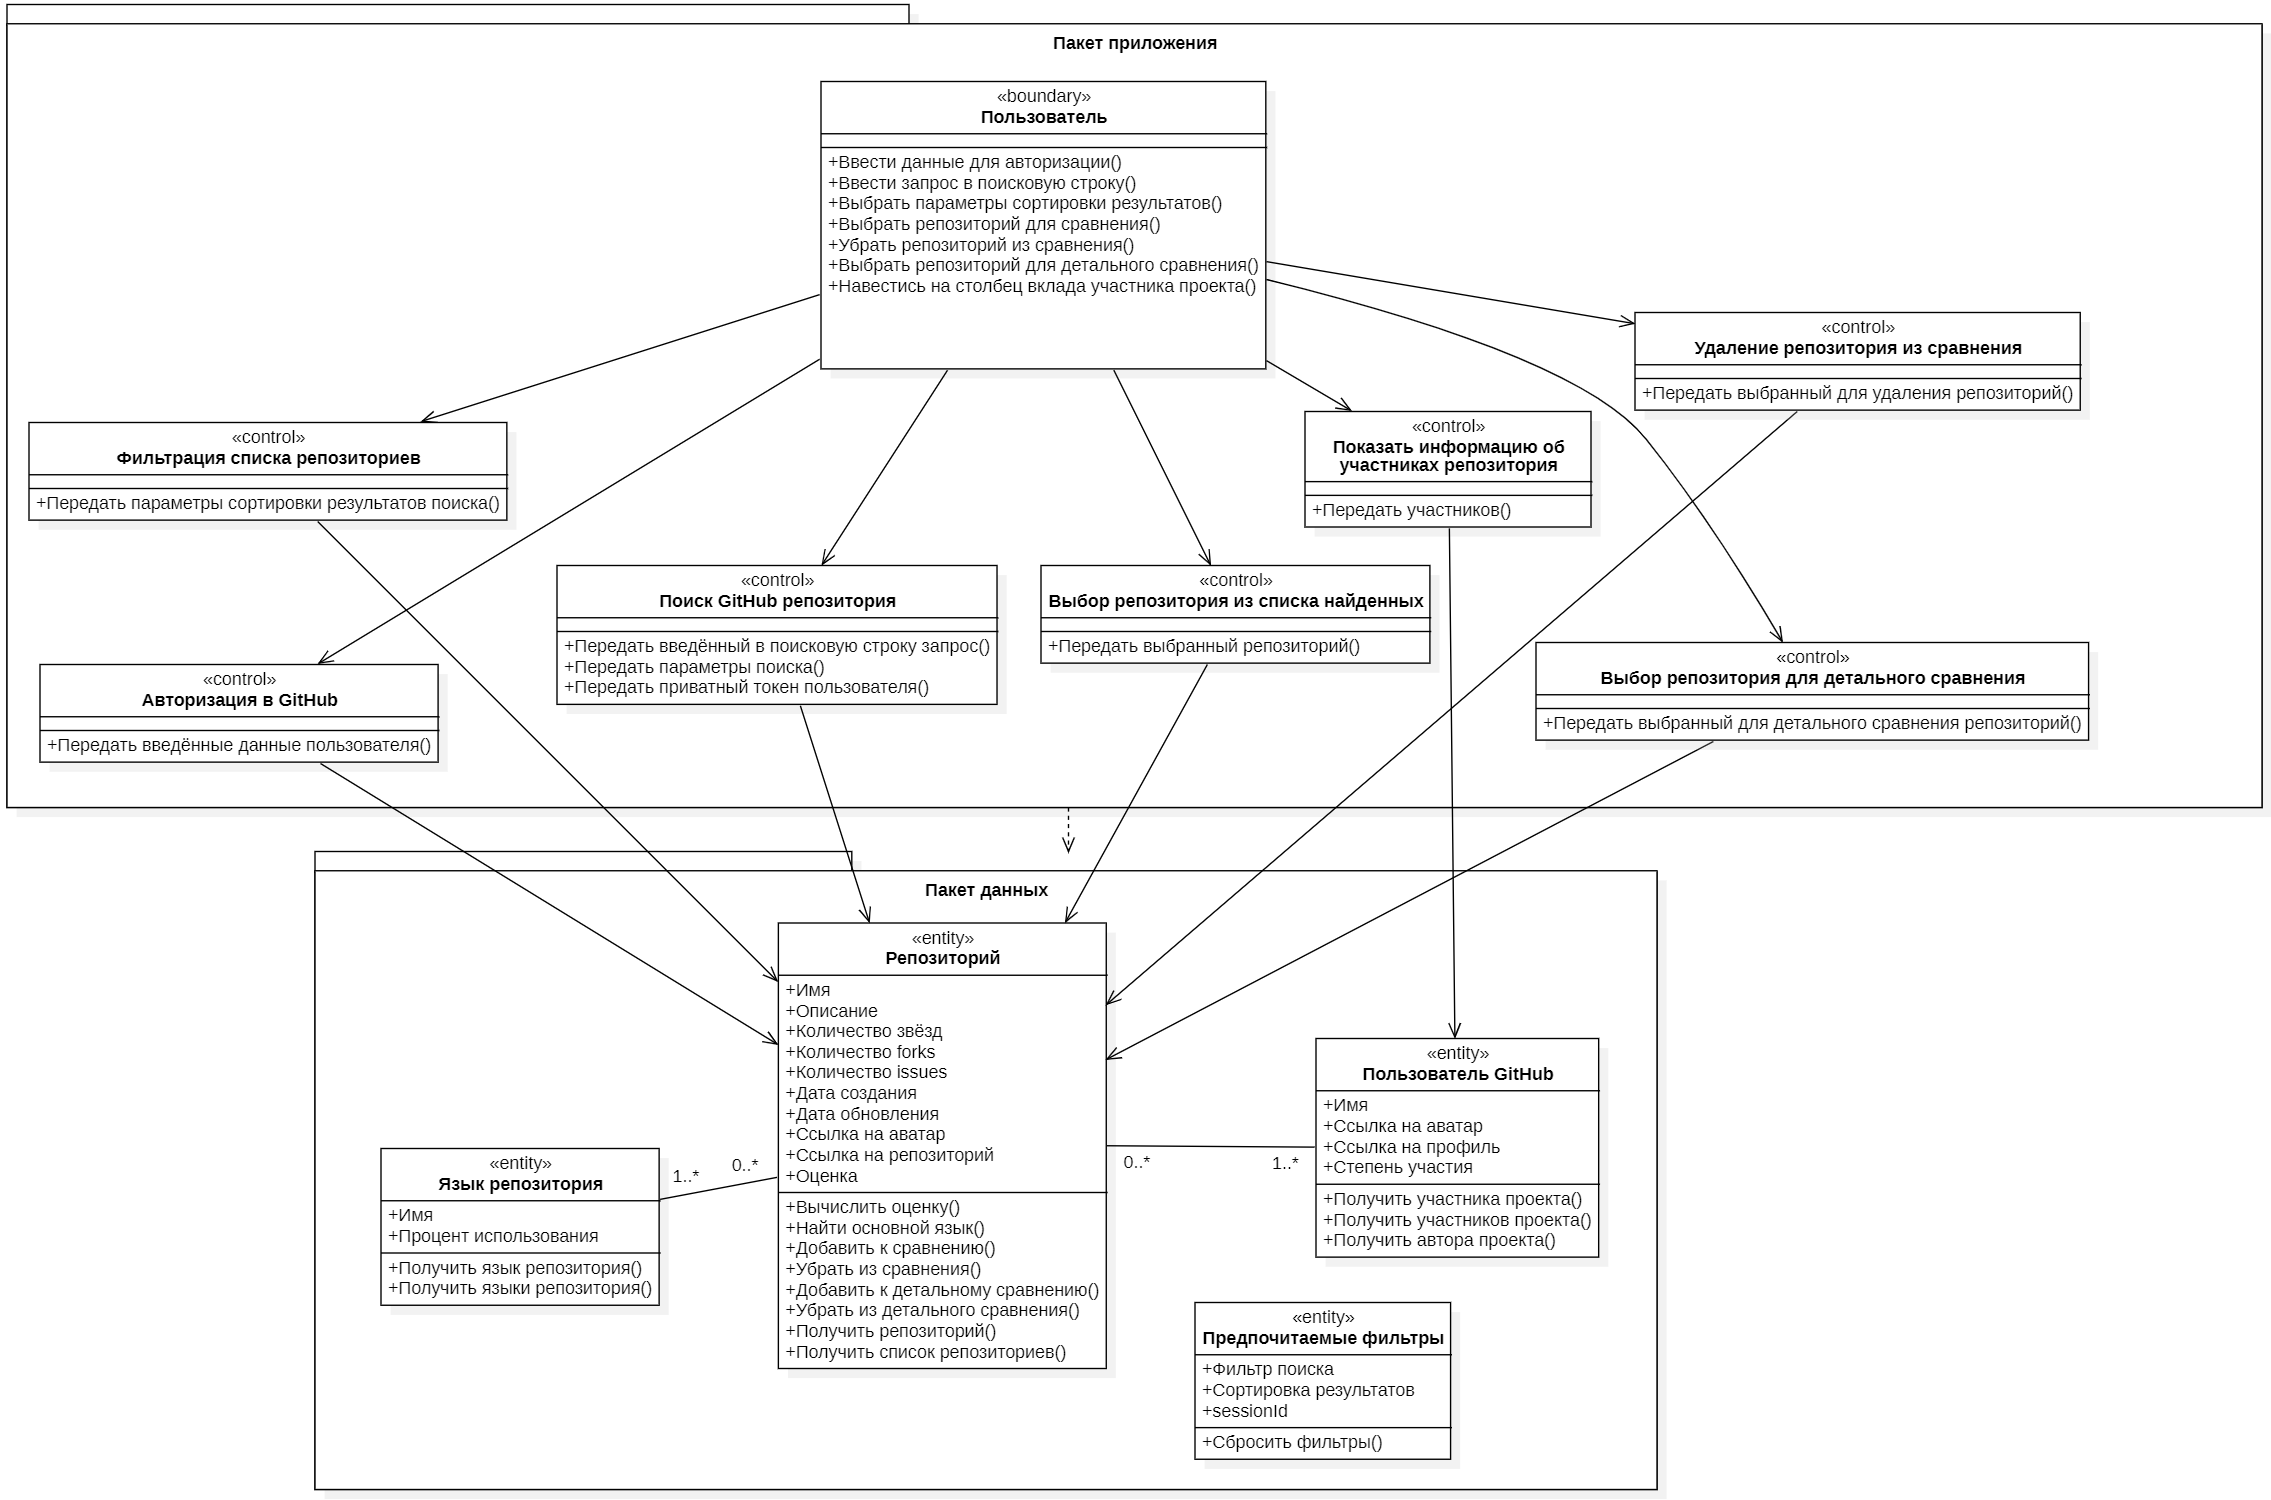 Пакет приложения
«boundary»
Пользователь
+Ввести данные для авторизации()
+Ввести запрос в поисковую строку()
+Выбрать параметры сортировки результатов()
+Выбрать репозиторий для сравнения()
+Убрать репозиторий из сравнения()
+Выбрать репозиторий для детального сравнения()
+Навестись на столбец вклада участника проекта()
«control»
Удаление репозитория из сравнения
+Передать выбранный для удаления репозиторий()
«control»
Показать информацию об
участниках репозитория
+Передать участников()
«control»
Фильтрация списка репозиториев
+Передать параметры сортировки результатов поиска()
«control»
Поиск GitHub репозитория
+Передать введённый в поисковую строку запрос()
+Передать параметры поиска()
+Передать приватный токен пользователя()
«control»
Выбор репозитория из списка найденных
+Передать выбранный репозиторий()
«control»
Выбор репозитория для детального сравнения
+Передать выбранный для детального сравнения репозиторий()
«control»
Авторизация в GitHub
+Передать введённые данные пользователя()
Пакет данных
«entity»
Репозиторий
+Имя
+Описание
+Количество звёзд
+Количество forks
+Количество issues
+Дата создания
+Дата обновления
+Ссылка на аватар
+Ссылка на репозиторий
+Оценка
+Вычислить оценку()
+Найти основной язык()
+Добавить к сравнению()
+Убрать из сравнения()
+Добавить к детальному сравнению()
+Убрать из детального сравнения()
+Получить репозиторий()
+Получить список репозиториев()
«entity»
Пользователь GitHub
+Имя
+Ссылка на аватар
+Ссылка на профиль
+Степень участия
+Получить участника проекта()
+Получить участников проекта()
+Получить автора проекта()
0..*
1..*
1..*
0..*
«entity»
Язык репозитория
+Имя
+Процент использования
+Получить язык репозитория()
+Получить языки репозитория()
«entity»
Предпочитаемые фильтры
+Фильтр поиска
+Сортировка результатов
+sessionId
+Сбросить фильтры()